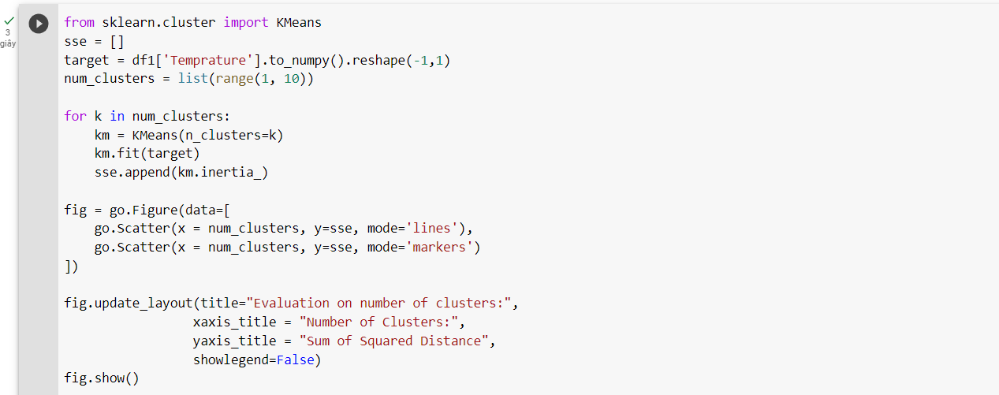 3
giây
from sklearn.cluster import KMeans
sse = []
target = df1['Temprature'].to_numpy().reshape(-1,1)
num_clusters = list(range(1, 10))

for k in num_clusters:
    km = KMeans(n_clusters=k)
    km.fit(target)
    sse.append(km.inertia_)

fig = go.Figure(data=[
    go.Scatter(x = num_clusters, y=sse, mode='lines'),
    go.Scatter(x = num_clusters, y=sse, mode='markers')
])

fig.update_layout(title="Evaluation on number of clusters:",
                 xaxis_title = "Number of Clusters:",
                 yaxis_title = "Sum of Squared Distance",
                 showlegend=False)
fig.show()